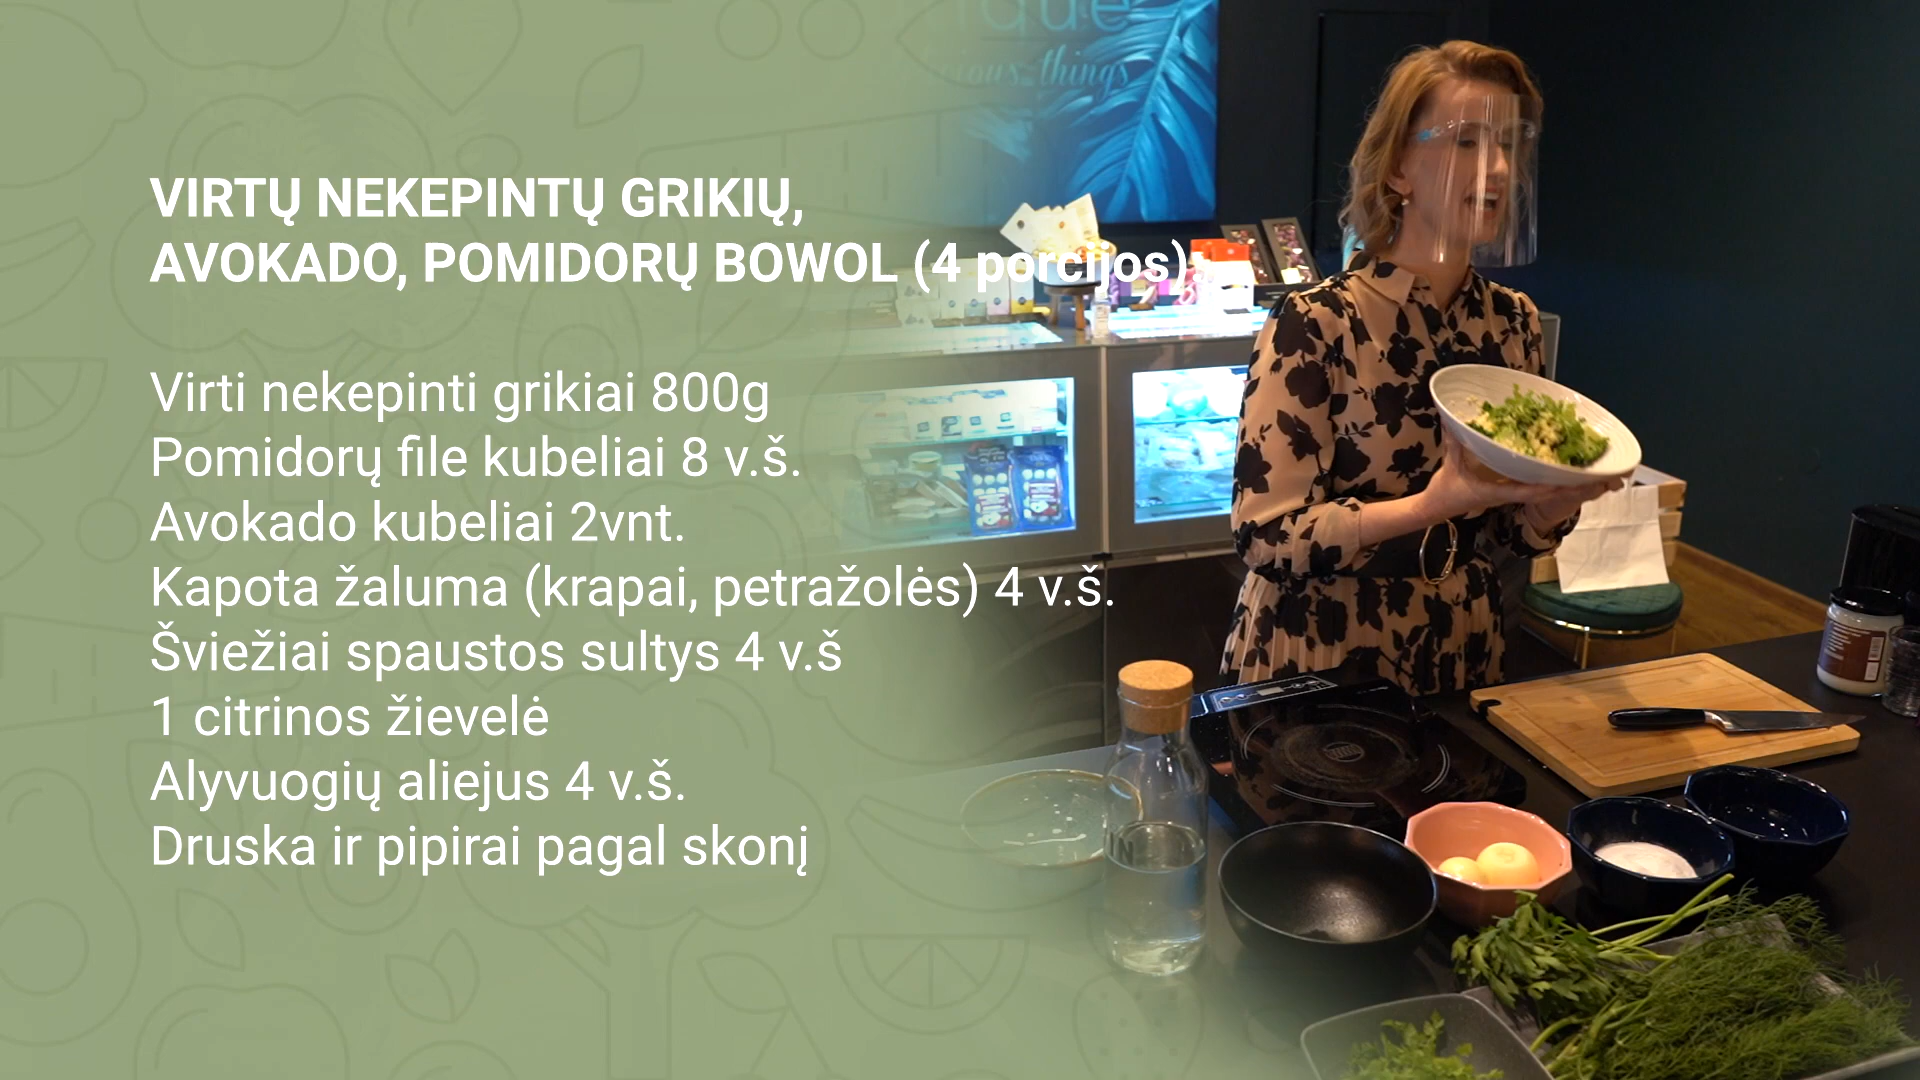 que
things
VIRTŲ NEKEPINTŲ GRIKIŲ,
AVOKADO, POMIDORŲ BOWOL (4 porcijos):
Virti nekepinti grikiai 800g
Pomidorų file kubeliai 8 v.š.
Avokado kubeliai 2vnt.
Kapota žaluma (krapai, petražolės) 4 v.š.
Šviežiai spaustos sultys 4 v.š
1 citrinos žievelė
Alyvuogių aliejus 4 v.š.
Druska ir pipirai pagal skonį